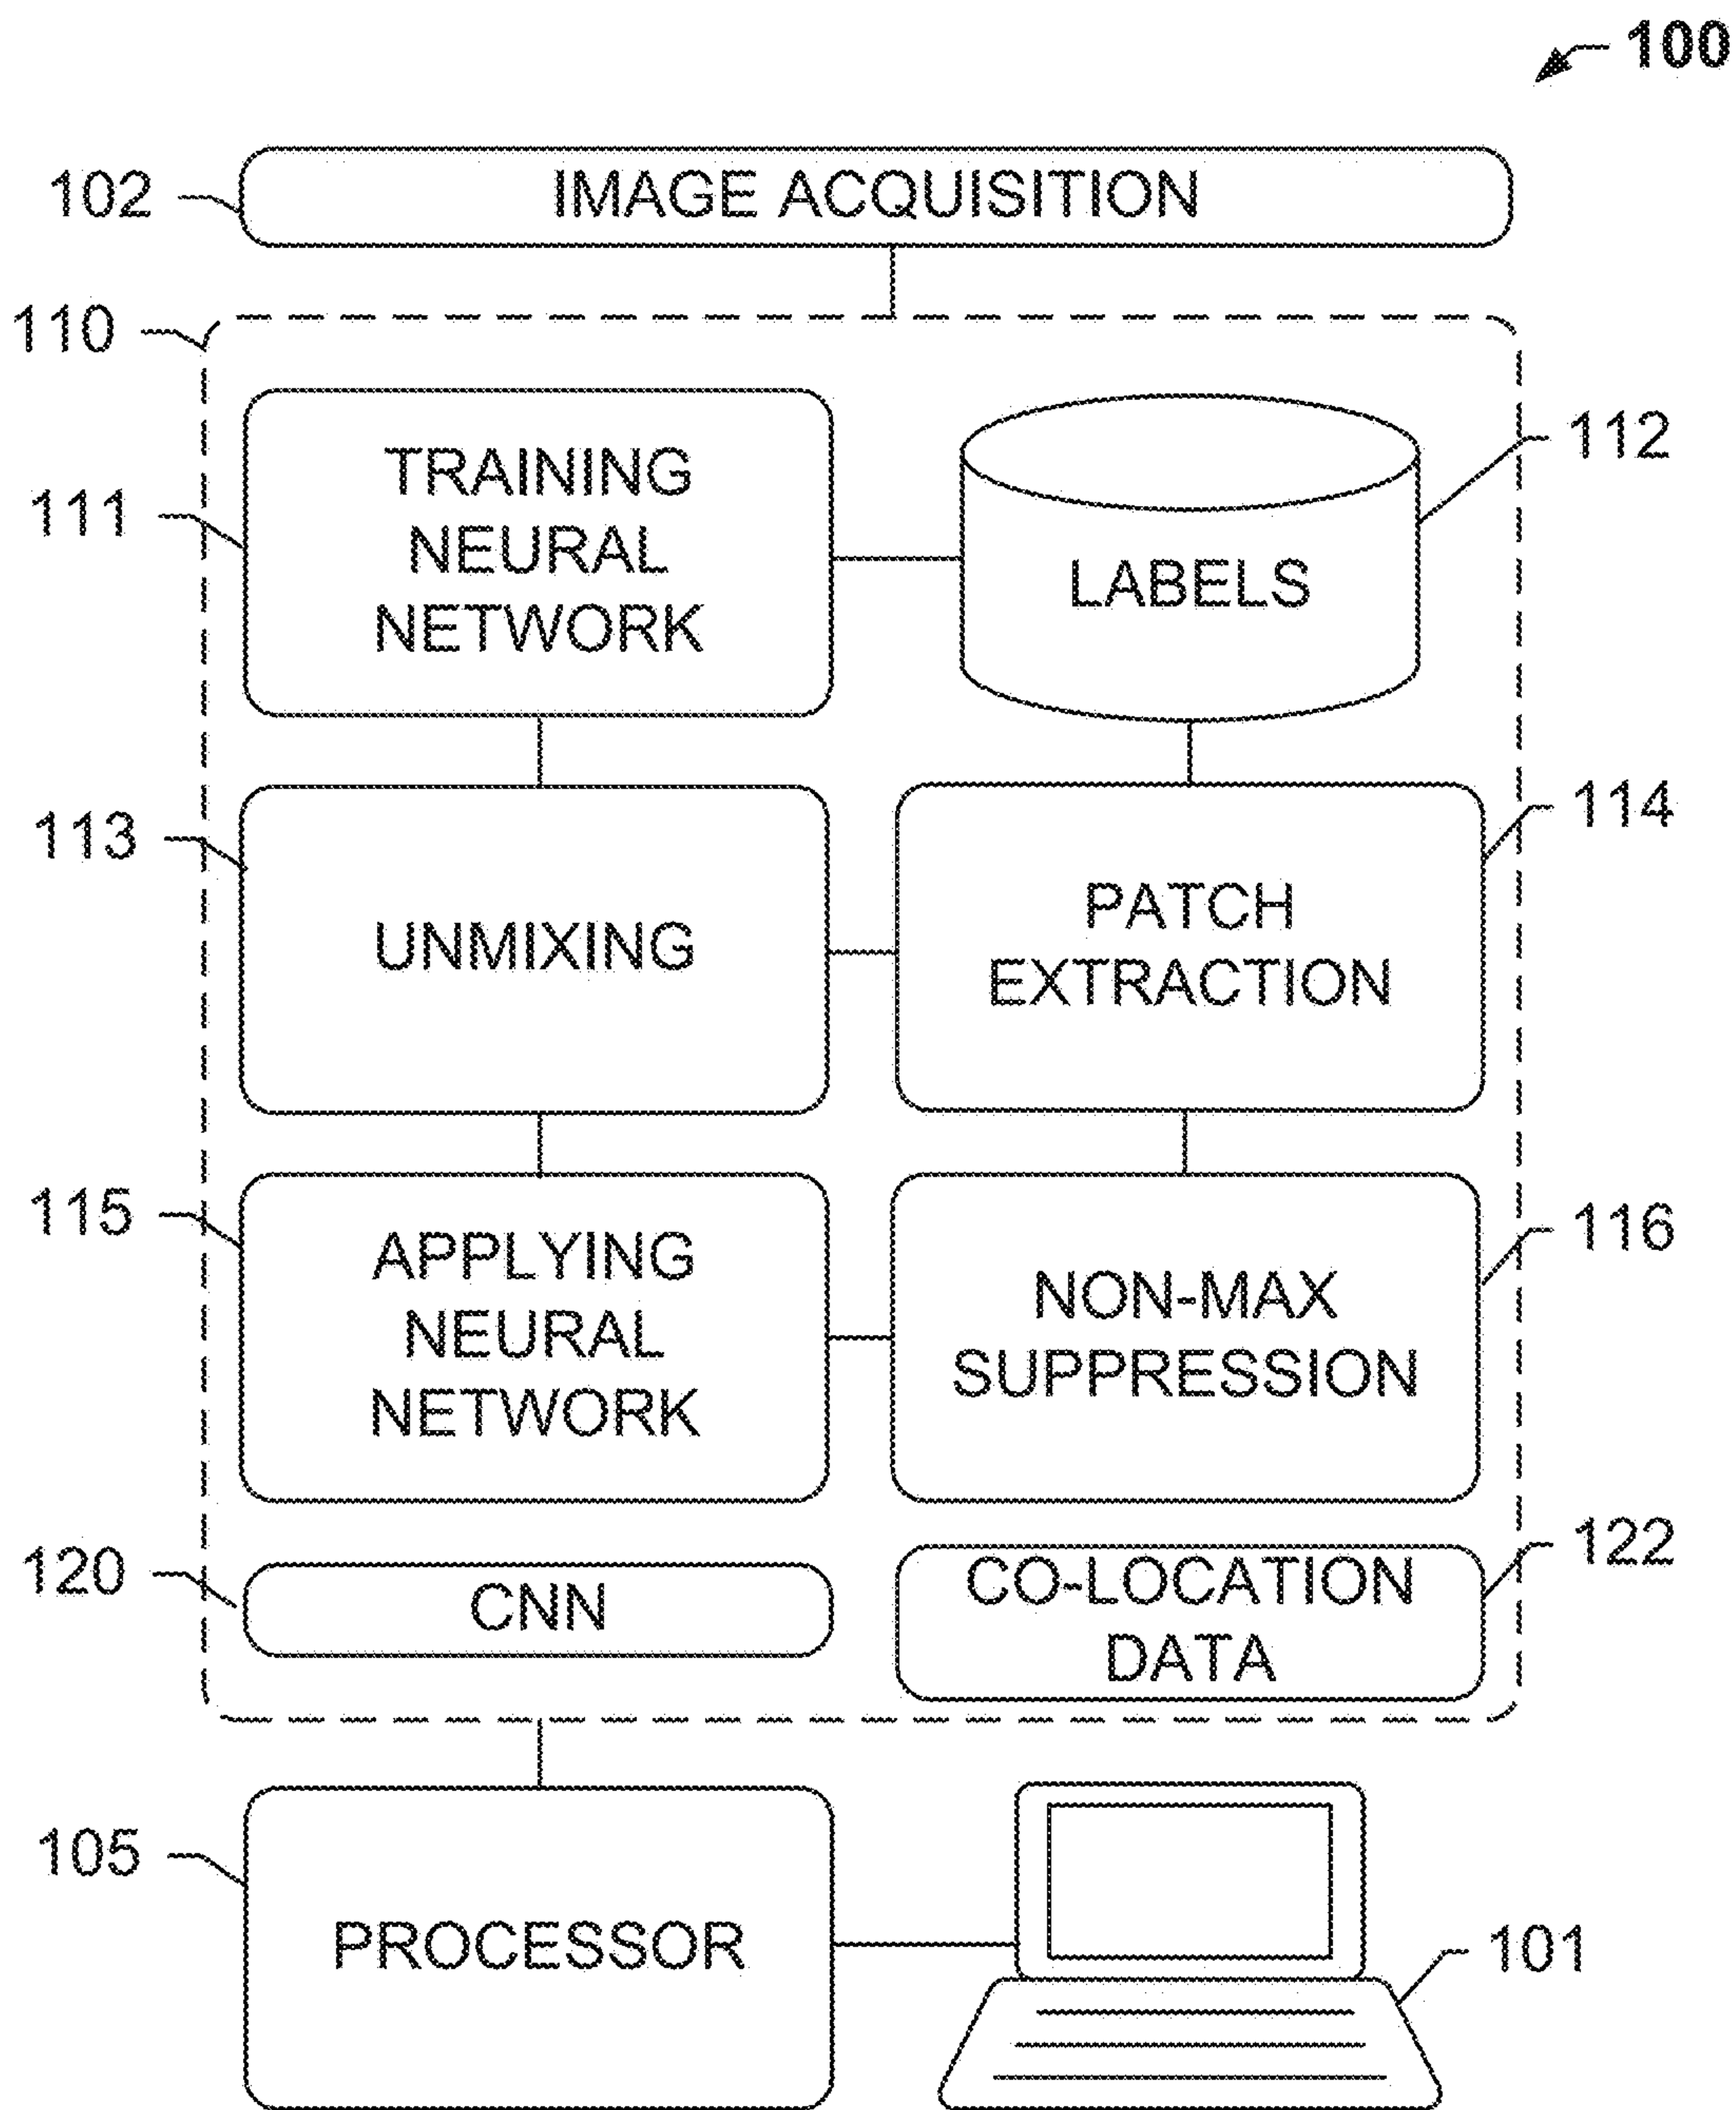 100
102
IMAGE ACQUISITION
110
TRAINING
NEURAL
NETWORK
111
LABELS
112
113
UNMIXING
PATCH
EXTRACTION
114
115
APPLYING
NEURAL
NETWORK
NON-MAX
SUPPRESSION
116
120
CNN
CO-LOCATION
DATA
122
105
PROCESSOR
101